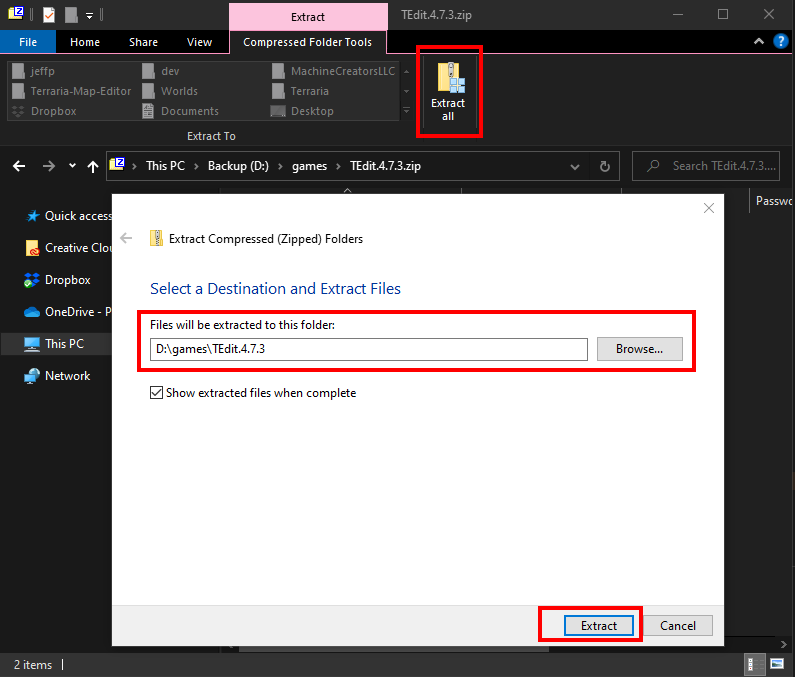 Extract
TEdit.4.7.3.zip
File
Home
Share
View
Compressed Folder Tools
jeffp
dev
MachineCreatorsLLC
Terraria-Map-Editor
Worlds
Terraria
Dropbox
Documents
Desktop
Extract
all
Extract To
This PC
Backup (D:)
games
TEdit.4.7.3.zip
Search TEdit.4.7.3....
Passwo
Quick access
Creative Clou
Dropbox
OneDrive - P
This PC
Network
Extract Compressed (Zipped) Folders
Select a Destination and Extract Files
Files will be extracted to this folder:
D:\games\TEdit.4.7.3
Browse...
Show extracted files when complete
Extract
Cancel
2 items